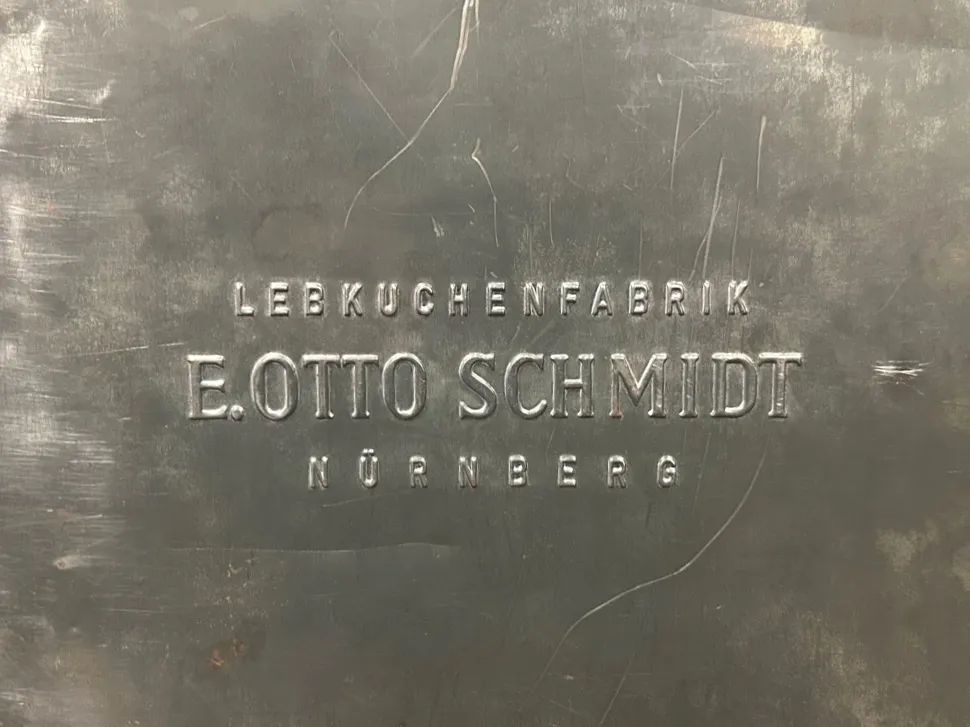 LEBKUCHENFABRIK
E. OTTO SCHMIDT
NÜRNBERG